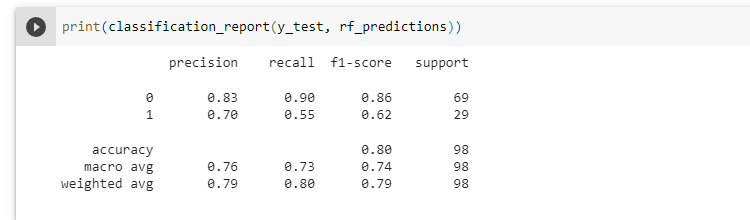 print(classification_report(y_test, rf_predictions))
precision recall f1-score support
0 0.83 0.90 0.86 69
1 0.70 0.55 0.62 29
accuracy 0.80 98
macro avg 0.76 0.73 0.74 98
weighted avg 0.79 0.80 0.79 98